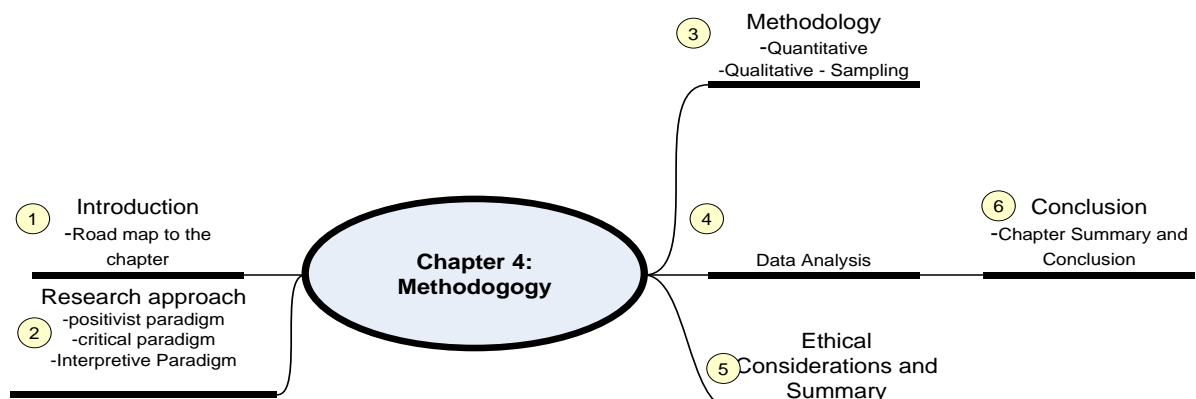 1
Introduction
-Road map to the
chapter
2
Research approach
-positivist paradigm
-critical paradigm
-Interpretive Paradigm
Chapter 4:
Methodogogy
3
Methodology
-Quantitative
-Qualitative - Sampling
4
Data Analysis
5
Ethical
Considerations and
Summary
6
Conclusion
-Chapter Summary and
Conclusion